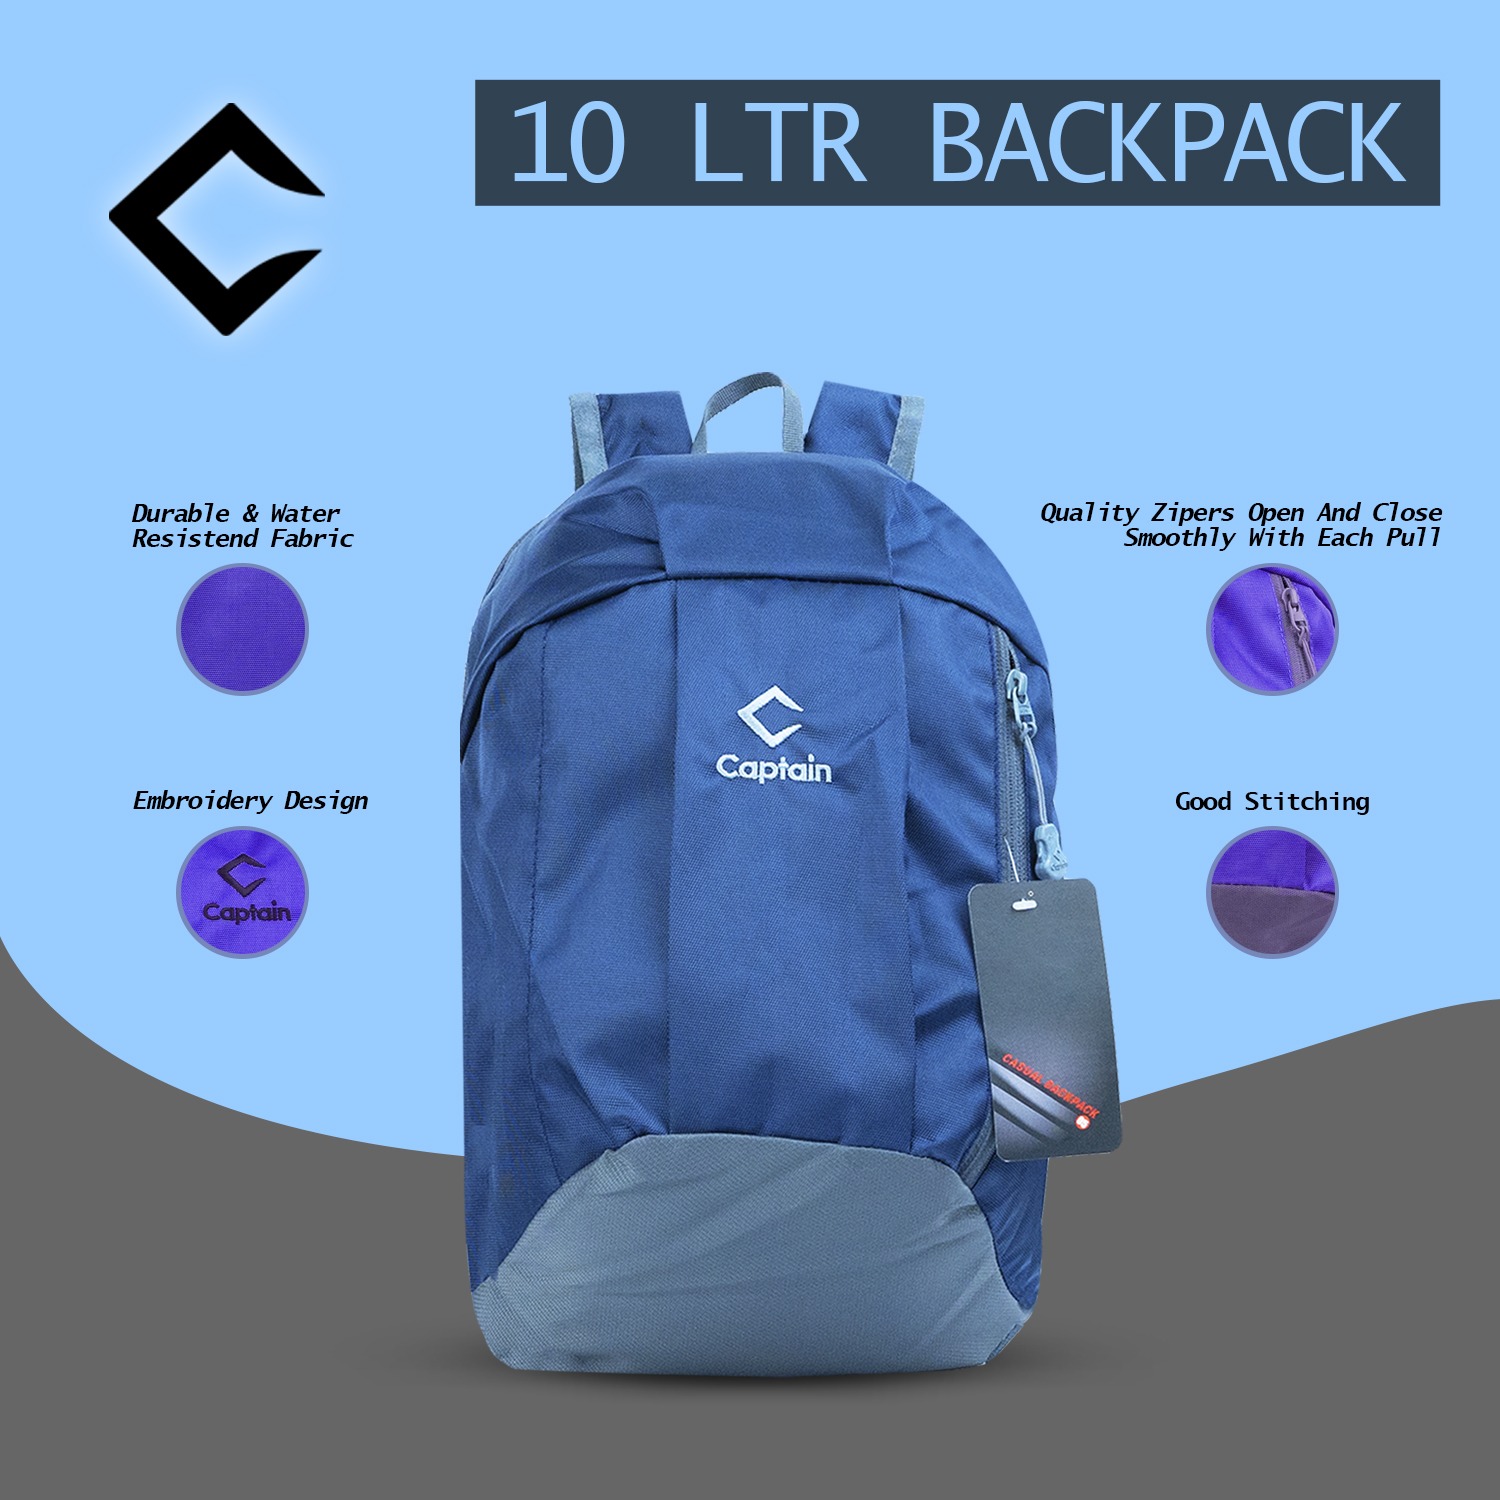 10 LTR BACKPACK
Durable & Water
Resistend Fabric
Quality Zipers Open And Close
Smoothly With Each Pull
Captain
Embroidery Design
Captain
Good Stitching
CASUAL BACKPACK